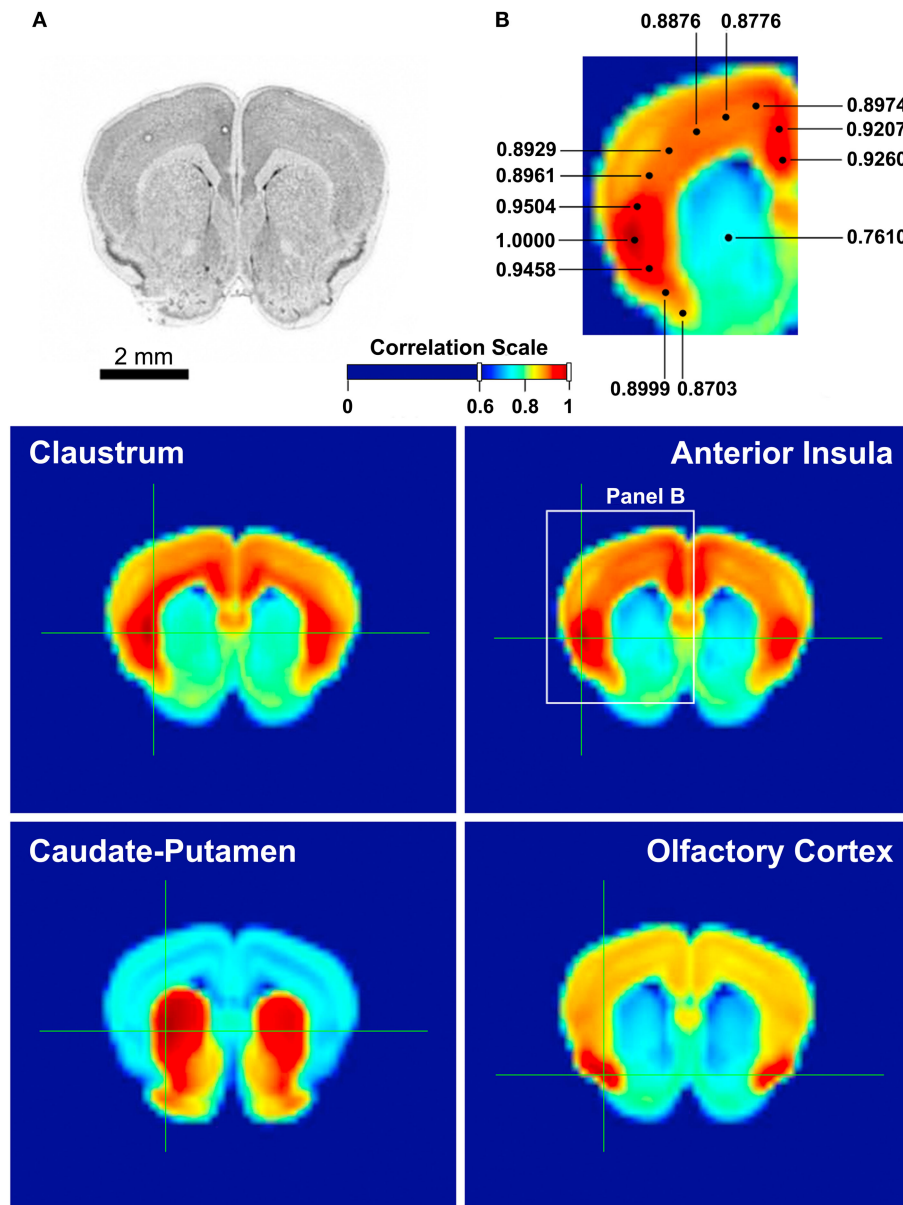 A
B
0.8876
0.8776
0.8974
0.9207
0.9260
0.8929
0.8961
0.9504
1.0000
0.9458
0.7610
0.8999
0.8703
2 mm
Correlation Scale
0
0.6
0.8
1
Claustrum
Anterior Insula
Panel B
Caudate-Putamen
Olfactory Cortex